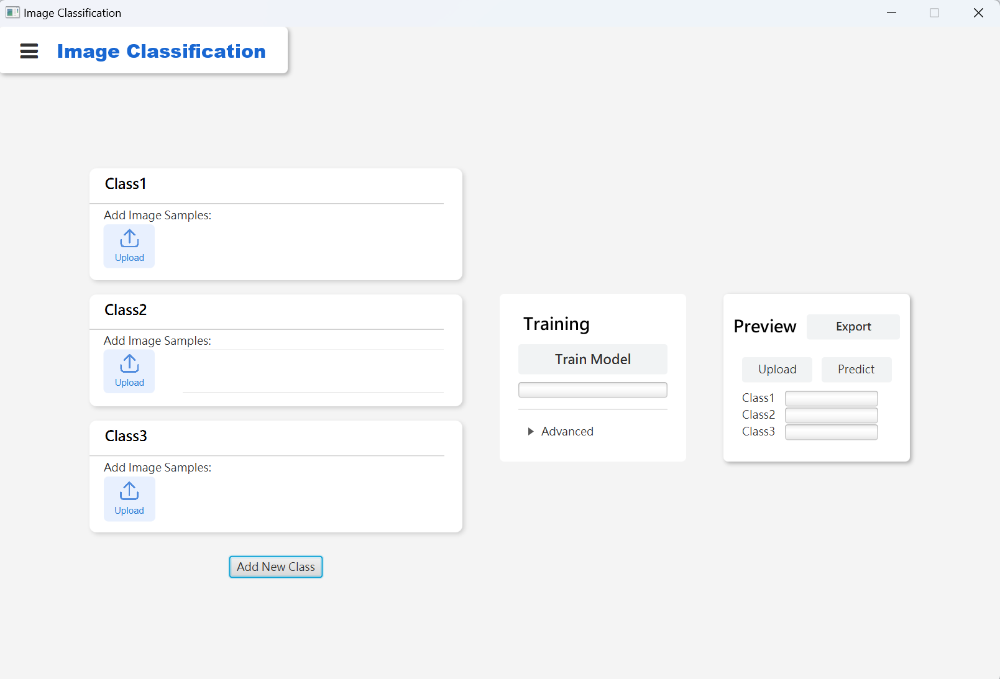 Image Classification
Image Classification
Class1
Add Image Samples:
Upload
Class2
Add Image Samples:
Upload
Class3
Add Image Samples:
Upload
Add New Class
Training
Train Model
Advanced
Preview
Export
Upload
Predict
Class1
Class2
Class3